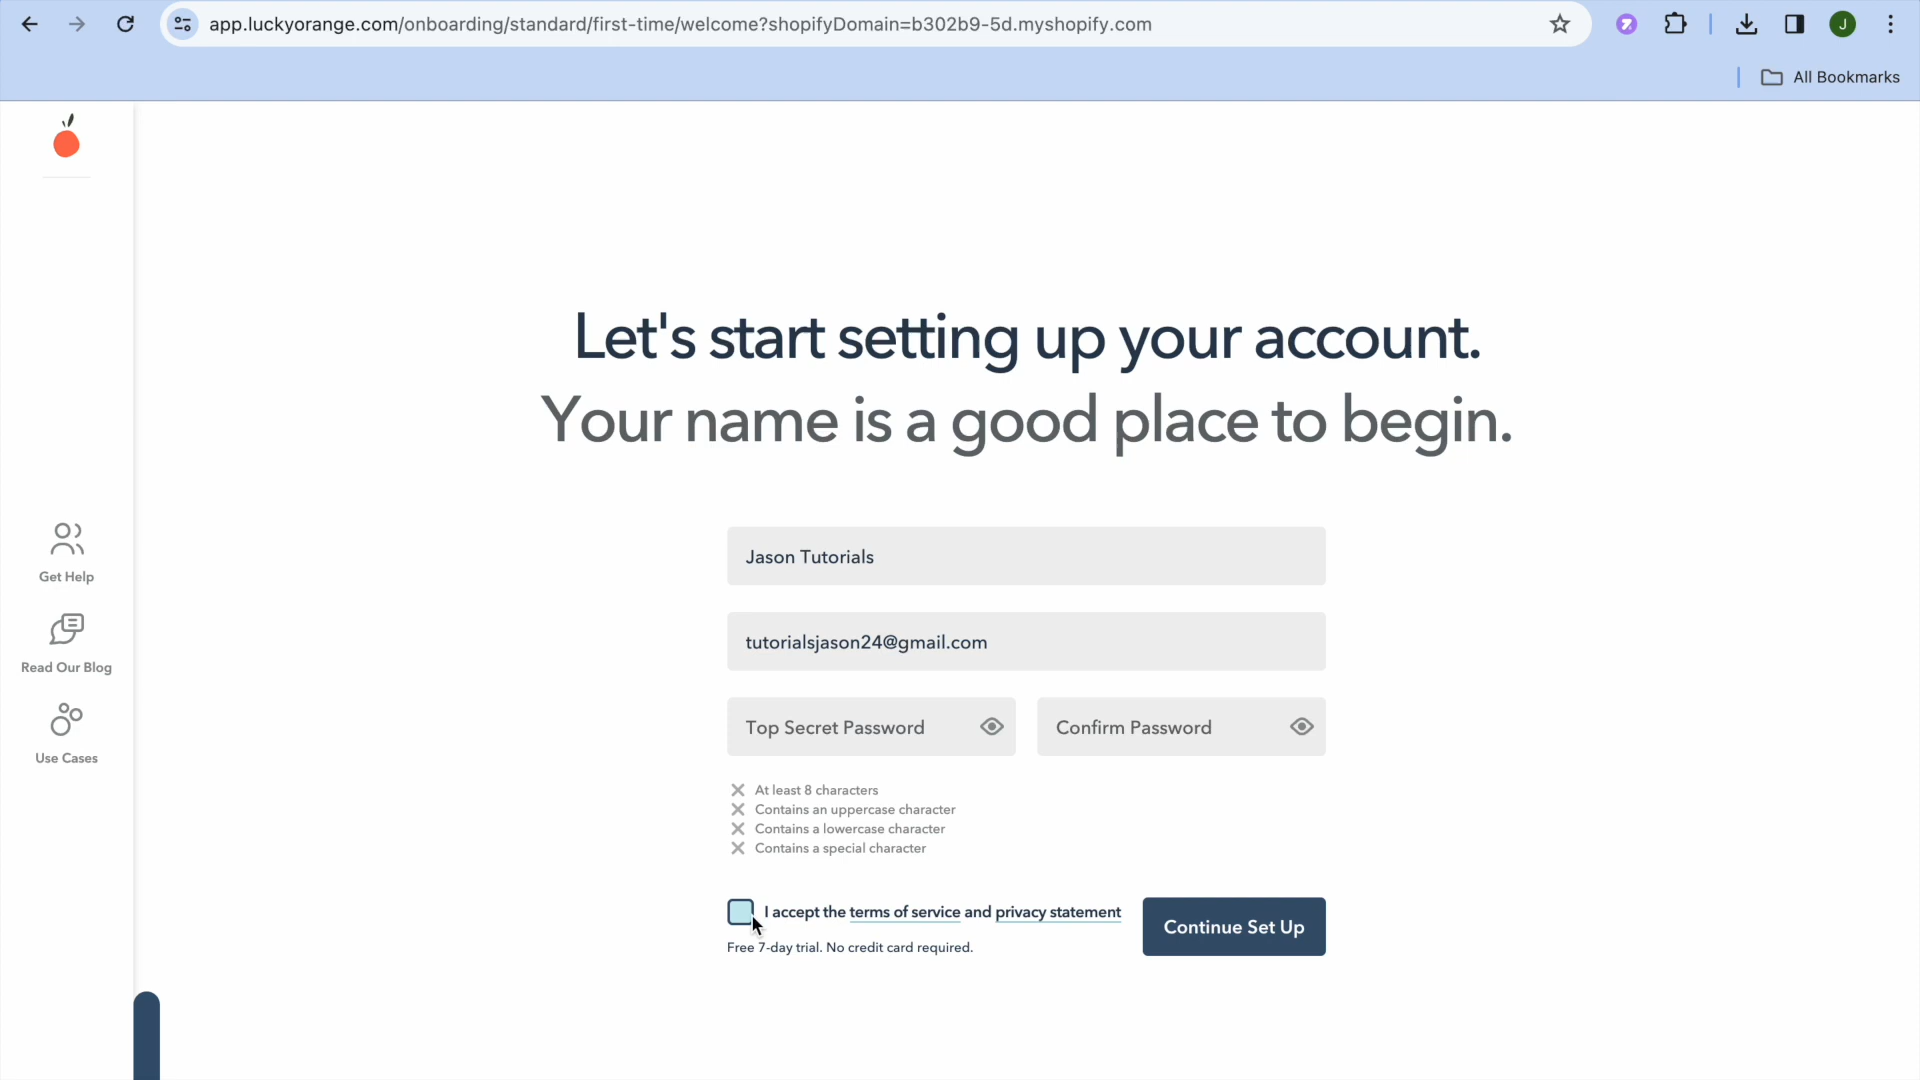 app.luckyorange.com/onboarding/standard/first-time/welcome?shopifyDomain=b302b9-5d.myshopify.com
J
All Bookmarks
Let's start setting up your account.
Your name is a good place to begin.
Jason Tutorials
tutorialsjason24@gmail.com
Top Secret Password
Confirm Password
At least 8 characters
Contains an uppercase character
Contains a lowercase character
Contains a special character
I accept the terms of service and privacy statement
Free 7-day trial. No credit card required.
Continue Set Up
Get Help
Read Our Blog
Use Cases